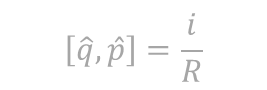 [q̂, p̂] = i/R